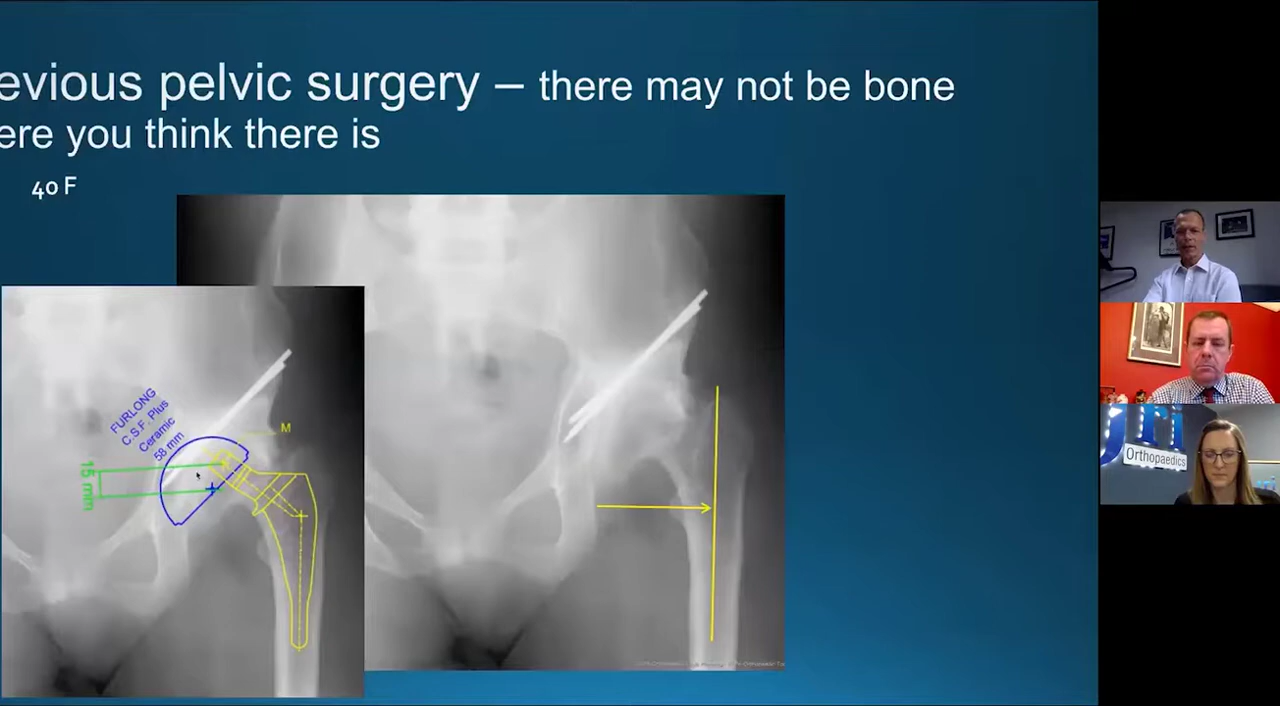 evious pelvic surgery – there may not be bone
ere you think there is
40 F
FURLONG
C.S.F. Plus
Ceramic
58 mm
M
15 mm
jri
Orthopaedics